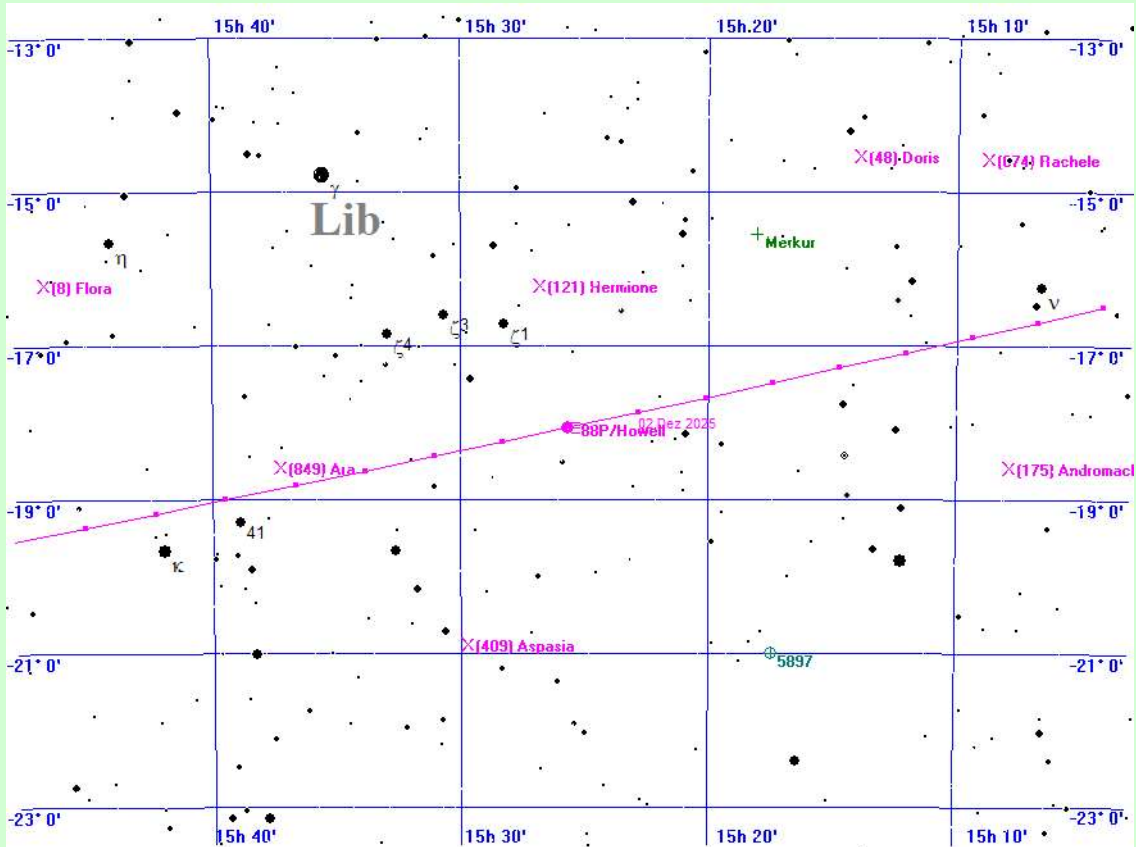 15h 40' 15h 30' 15h 20' 15h 10'
-13° 0' -13° 0'
(48) Doris (674) Rachele
γ
Lib
-15° 0' -15° 0'
Merkur
η
(8) Flora (121) Hermione
ν
ζ3 ζ1
ζ4
-17° 0' -17° 0'
02 Dez 2025
88P/Howell
(849) Ara (175) Andromach
-19° 0' -19° 0'
41
κ
(409) Aspasia
5897
-21° 0' -21° 0'
-23° 0' -23° 0'
15h 40' 15h 30' 15h 20' 15h 10'